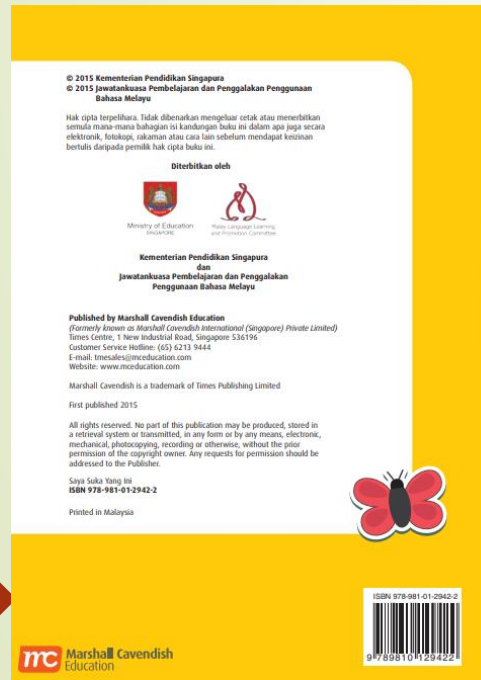 © 2015 Kementerian Pendidikan Singapura
© 2015 Jawatankuasa Pembelajaran dan Penggalakan Penggunaan
Bahasa Melayu
Hak cipta terpelihara. Tidak dibenarkan mengeluar cetak atau menerbitkan
semula mana-mana bahagian isi kandungan buku ini dalam apa juga secara
elektronik, fotokopi, rakaman atau cara lain sebelum mendapat keizinan
bertulis daripada pemilik hak cipta buku ini.
Diterbitkan oleh
Ministry of Education
SINGAPORE
Malay Language Learning
and Promotion Committee
Kementerian Pendidikan Singapura
dan
Jawatankuasa Pembelajaran dan Penggalakan
Penggunaan Bahasa Melayu
Published by Marshall Cavendish Education
(Formerly known as Marshall Cavendish International (Singapore) Private Limited)
Times Centre, 1 New Industrial Road, Singapore 536196
Customer Service Hotline: (65) 6213 9444
E-mail: tmesales@mceducation.com
Website: www.mceducation.com
Marshall Cavendish is a trademark of Times Publishing Limited
First published 2015
All rights reserved. No part of this publication may be produced, stored in
a retrieval system or transmitted, in any form or by any means, electronic,
mechanical, photocopying, recording or otherwise, without the prior
permission of the copyright owner. Any requests for permission should be
addressed to the Publisher.
Saya Suka Yang Ini
ISBN 978-981-01-2942-2
Printed in Malaysia
ISBN 978-981-01-2942-2
9 789810 129422
mc Marshall Cavendish
Education